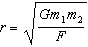 r = √(Gm₁m₂/F)